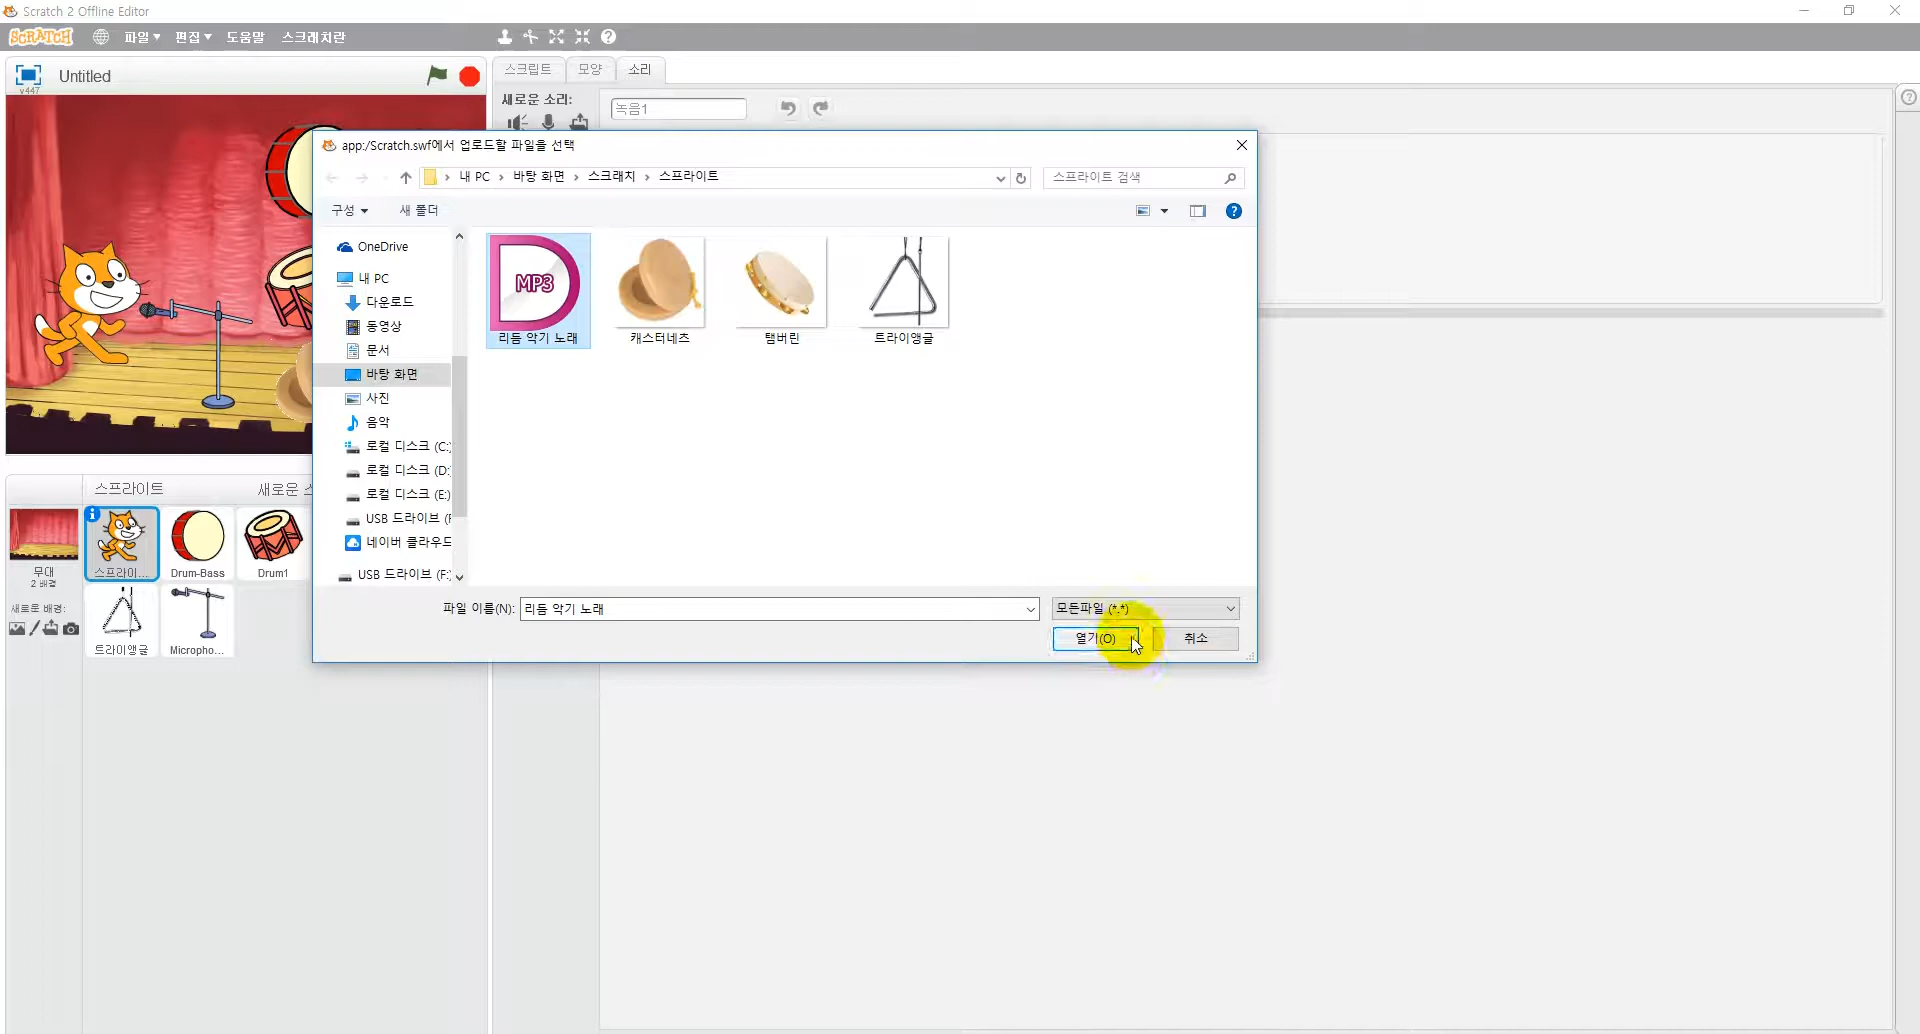 Scratch 2 Offline Editor
SCRATCH 파일 편집 도움말 스크래치란
v447
Untitled
스크립트 모양 소리
새로운 소리:
녹음1
app:/Scratch.swf에서 업로드할 파일을 선택
내 PC › 바탕 화면 › 스크래치 › 스프라이트
스프라이트 검색
구성 새 폴더
OneDrive
내 PC
다운로드
동영상
문서
바탕 화면
사진
음악
로컬 디스크 (C:)
로컬 디스크 (D:
로컬 디스크 (E:)
USB 드라이브 (F
네이버 클라우드
USB 드라이브 (F:)
MP3
리듬 악기 노래
캐스터네츠
탬버린
트라이앵글
파일 이름(N): 리듬 악기 노래
모든파일 (*.*)
열기(O) 취소
스프라이트 새로운 스
무대
2 배경
새로운 배경:
스프라이...
Drum-Bass
Drum1
트라이앵글
Micropho...